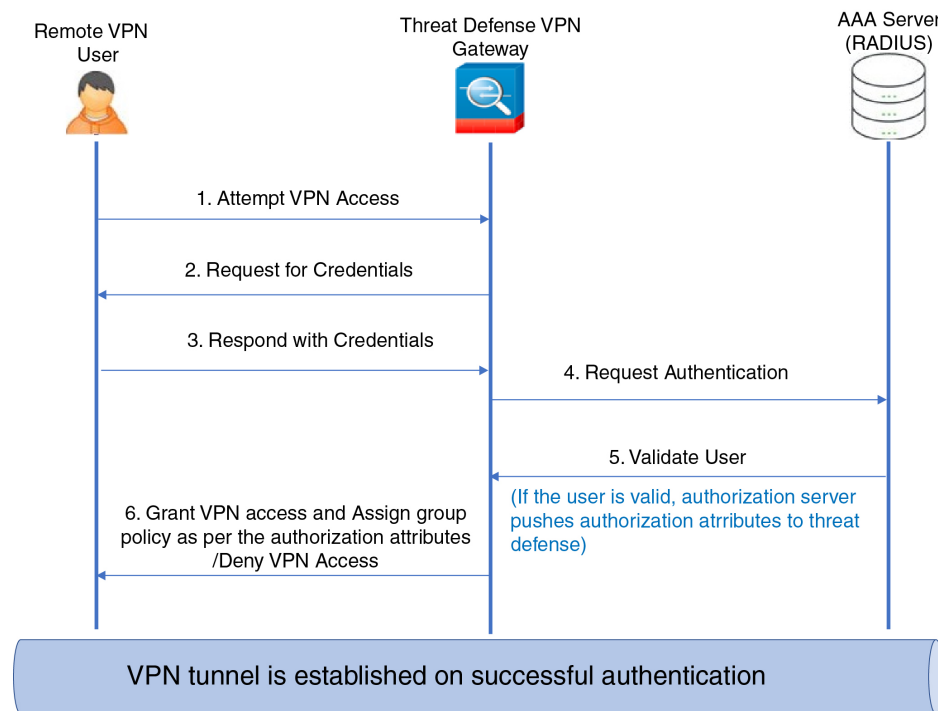 Remote VPN
User
Threat Defense VPN
Gateway
AAA Server
(RADIUS)
1. Attempt VPN Access
2. Request for Credentials
3. Respond with Credentials
4. Request Authentication
5. Validate User
(If the user is valid, authorization server
pushes authorization atrributes to threat
defense)
6. Grant VPN access and Assign group
policy as per the authorization attributes
/Deny VPN Access
VPN tunnel is established on successful authentication